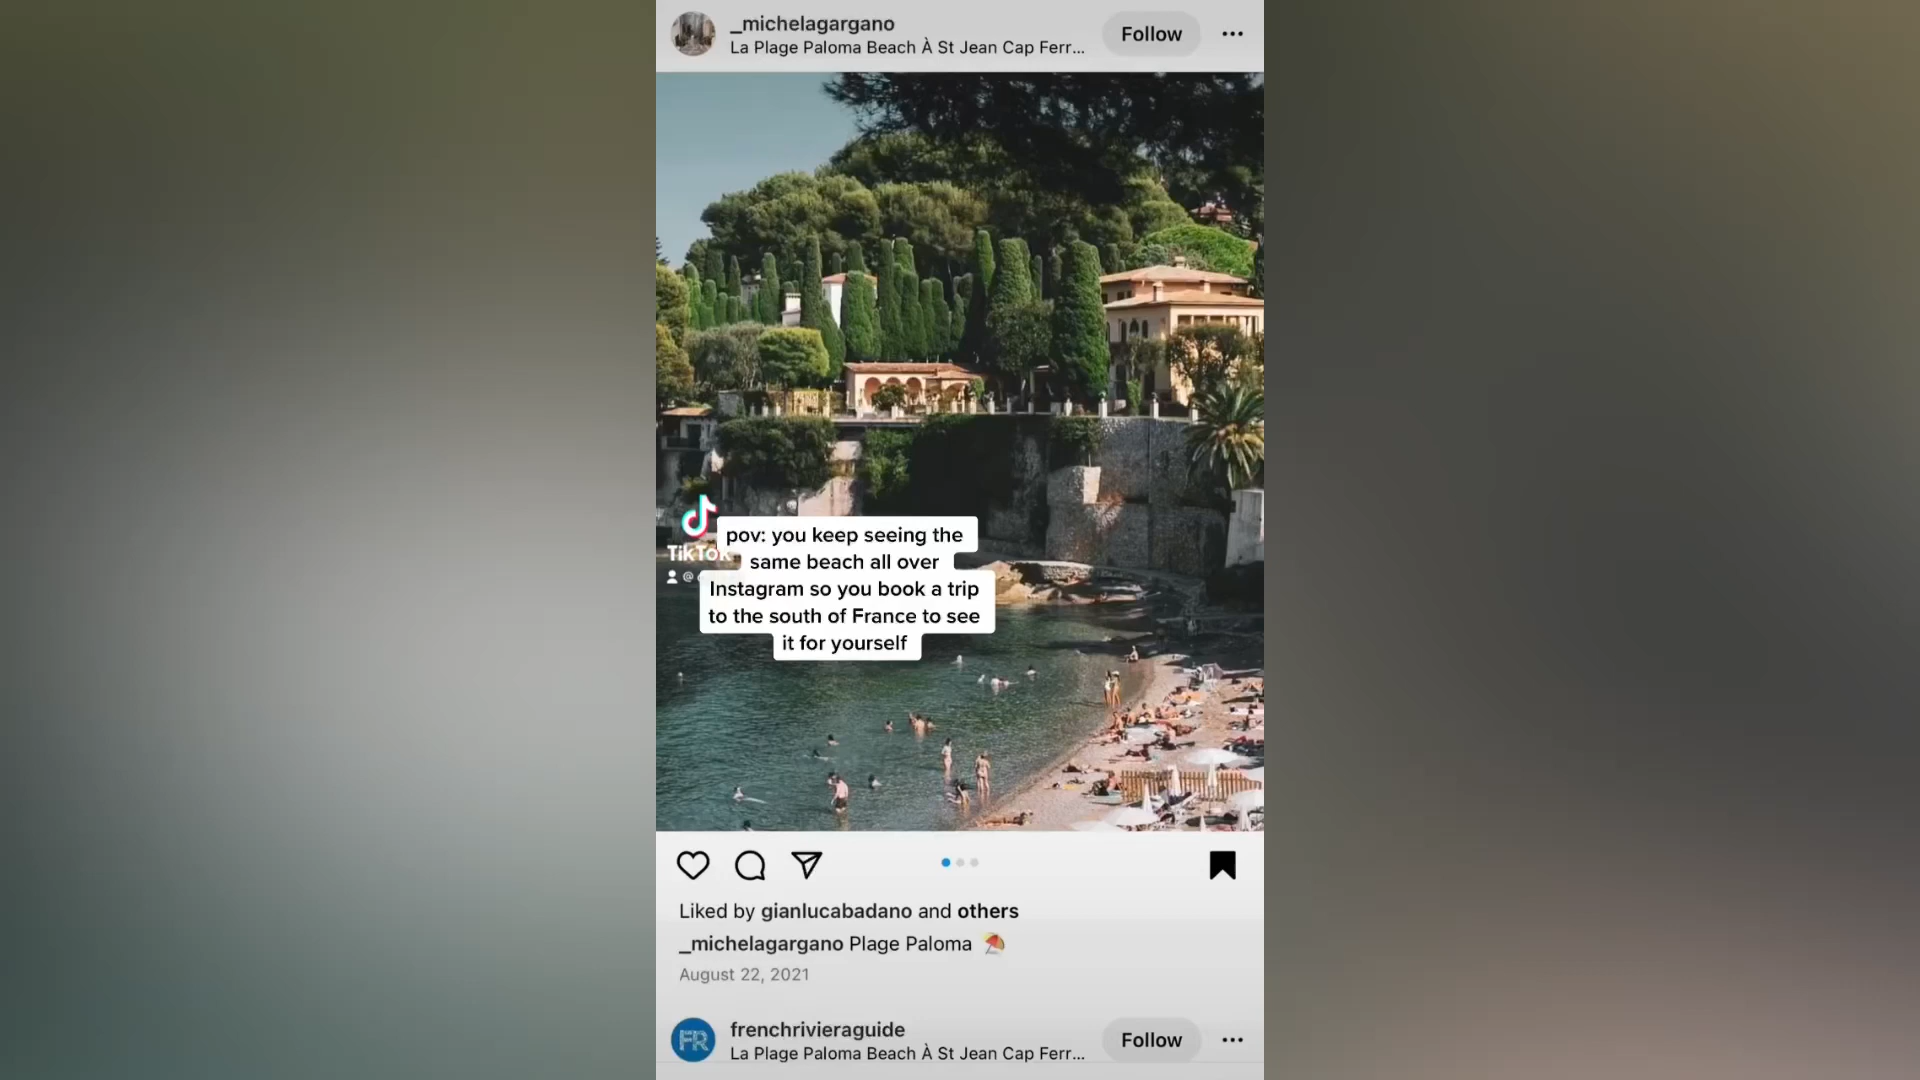 _michelagargano
La Plage Paloma Beach À St Jean Cap Ferr...
Follow
TikTok
@
pov: you keep seeing the
same beach all over
Instagram so you book a trip
to the south of France to see
it for yourself
Liked by gianlucabadano and others
_michelagargano Plage Paloma
August 22, 2021
FR
frenchrivieraguide
La Plage Paloma Beach À St Jean Cap Ferr...
Follow